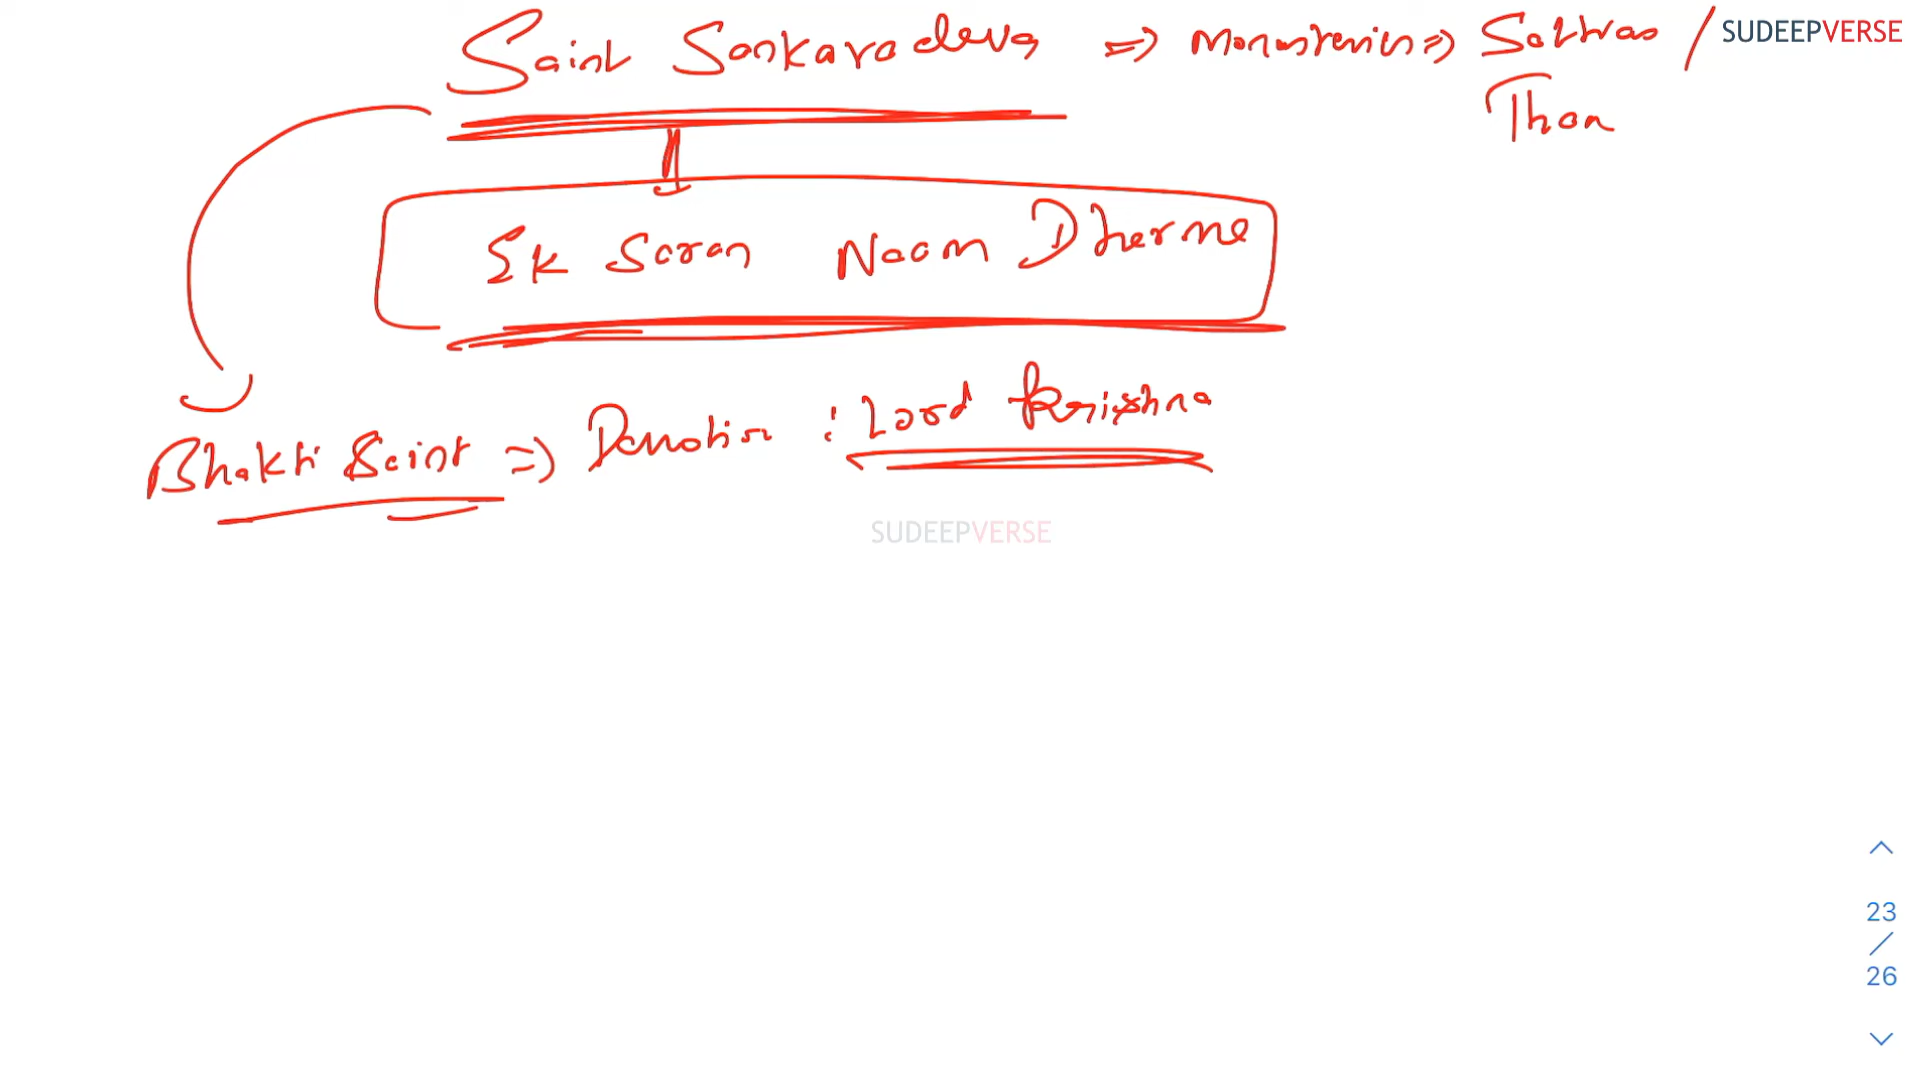 Saint Sankaradeva => Monasteries => Sattras / SUDEEPVERSE
Than
Ek Saran Naam Dharma
Bhakti Saint => Devotion : Lord Krishna
SUDEEPVERSE
23
/
26